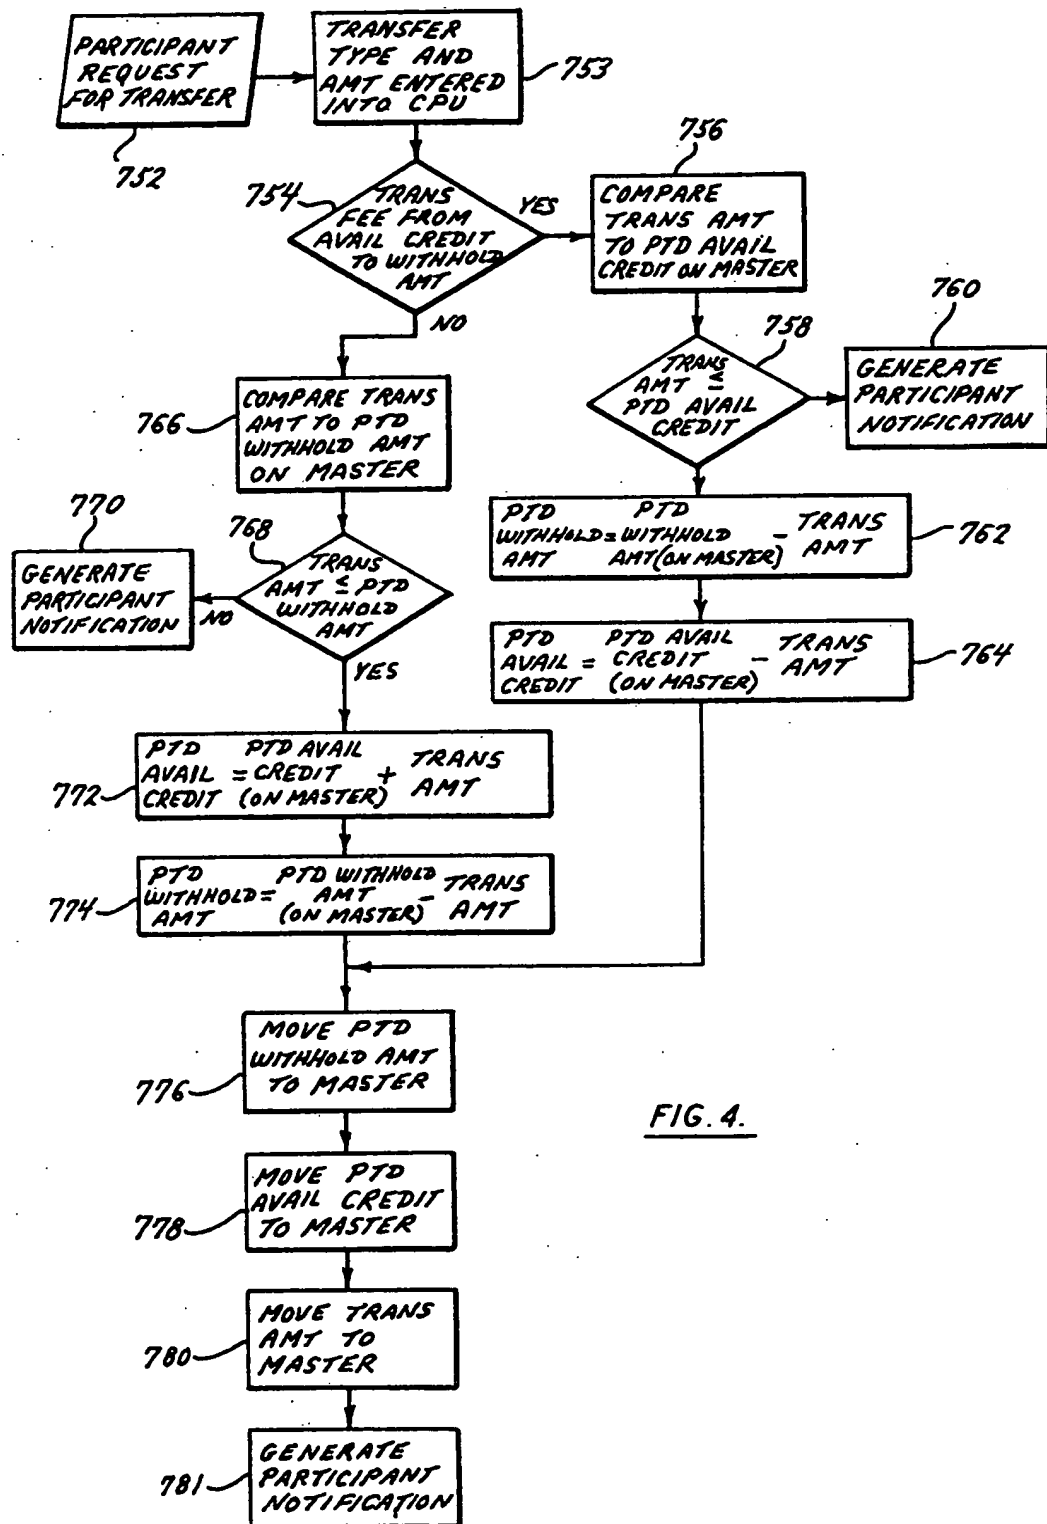 PARTICIPANT
REQUEST
FOR TRANSFER
752
TRANSFER
TYPE AND
AMT ENTERED
INTO CPU
753
754
TRANS
FEE FROM
AVAIL CREDIT
TO WITHHOLD
AMT
YES
NO
756
COMPARE
TRANS AMT
TO PTD AVAIL
CREDIT ON MASTER
758
TRANS
AMT ≤
PTD AVAIL
CREDIT
760
GENERATE
PARTICIPANT
NOTIFICATION
PTD PTD
WITHHOLD = WITHHOLD - TRANS
AMT AMT (ON MASTER) AMT
762
PTD PTD AVAIL TRANS
AVAIL = CREDIT - AMT
CREDIT (ON MASTER)
764
766
COMPARE TRANS
AMT TO PTD
WITHHOLD AMT
ON MASTER
768
TRANS
AMT ≤ PTD
WITHHOLD
AMT
NO
YES
770
GENERATE
PARTICIPANT
NOTIFICATION
772
PTD PTD AVAIL TRANS
AVAIL = CREDIT + AMT
CREDIT (ON MASTER)
774
PTD PTD WITHHOLD TRANS
WITHHOLD = AMT - AMT
AMT (ON MASTER)
776
MOVE PTD
WITHHOLD AMT
TO MASTER
778
MOVE PTD
AVAIL CREDIT
TO MASTER
780
MOVE TRANS
AMT TO
MASTER
781
GENERATE
PARTICIPANT
NOTIFICATION
FIG. 4.